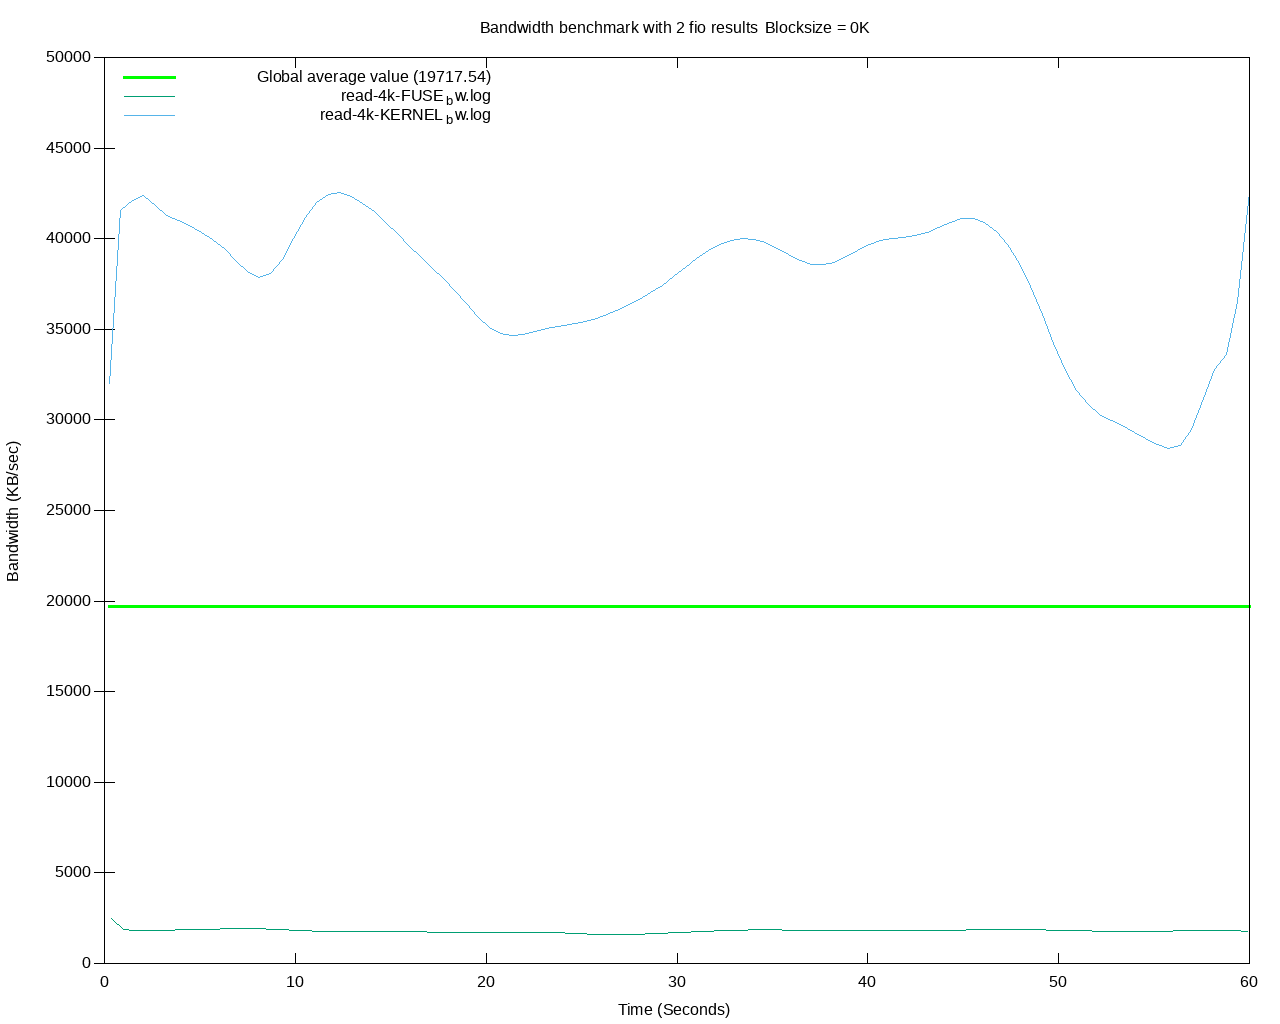 Bandwidth benchmark with 2 fio results Blocksize = 0K
50000
Global average value (19717.54)
read-4k-FUSE_bw.log
read-4k-KERNEL_bw.log
45000
40000
35000
30000
25000
20000
15000
10000
5000
0
Bandwidth (KB/sec)
0 10 20 30 40 50 60
Time (Seconds)